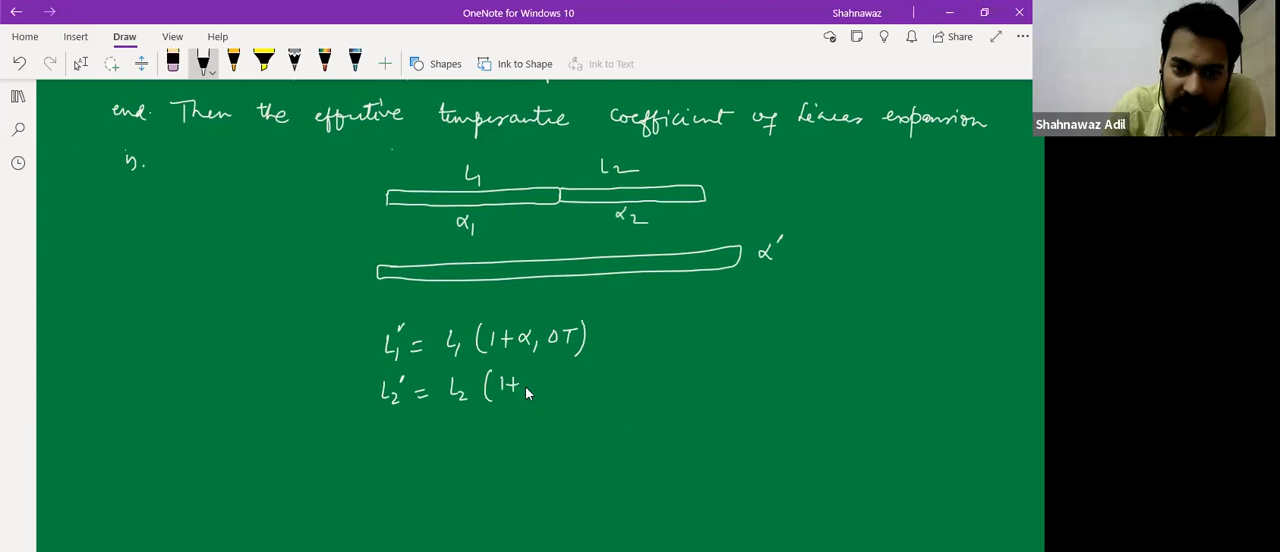 OneNote for Windows 10
Shahnawaz
Home Insert Draw View Help
Share
Shapes Ink to Shape Ink to Text
Shahnawaz Adil
end. Then the effective temperantre coefficient of Linear expansion
is.
L₁ L₂
α₁ α₂
α'
L₁' = L₁ (1+α₁ ΔT)
L₂' = L₂ (1+